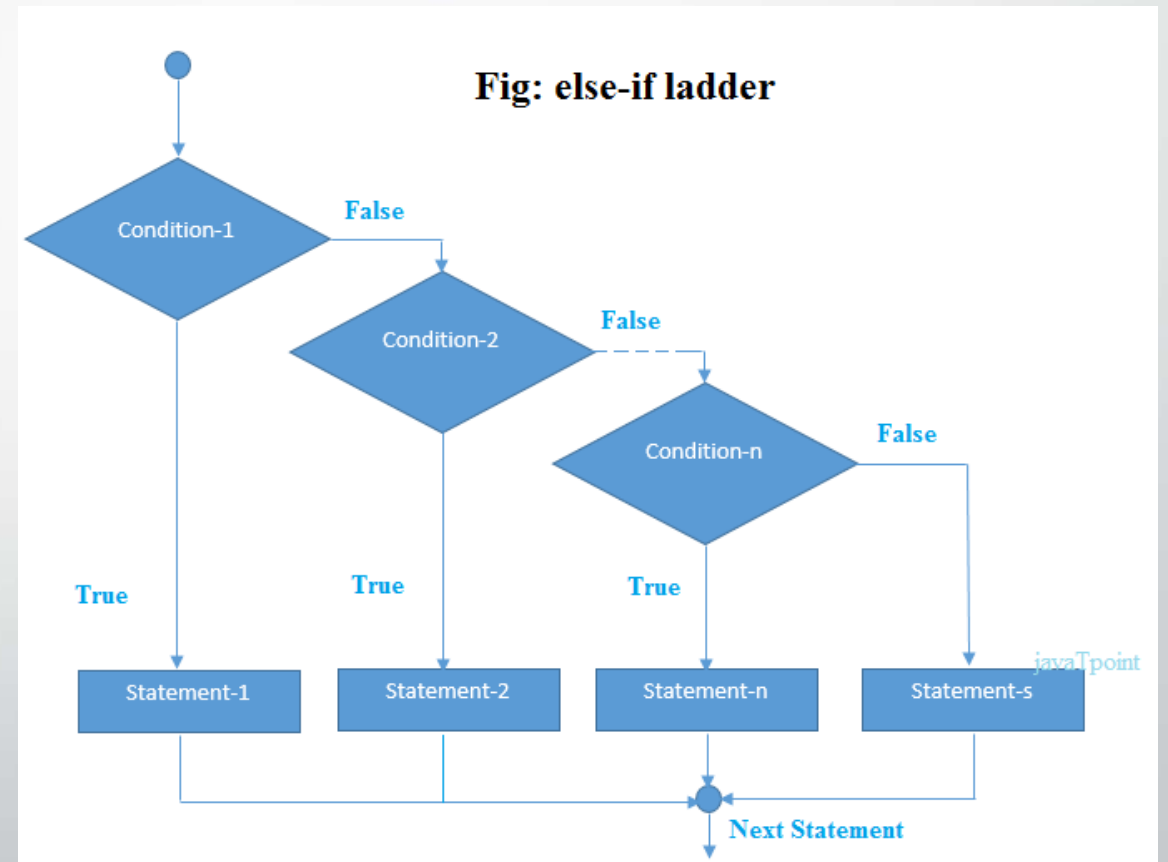 Fig: else-if ladder
Condition-1
False
Condition-2
False
Condition-n
False
True
True
True
javaTpoint
Statement-1
Statement-2
Statement-n
Statement-s
Next Statement